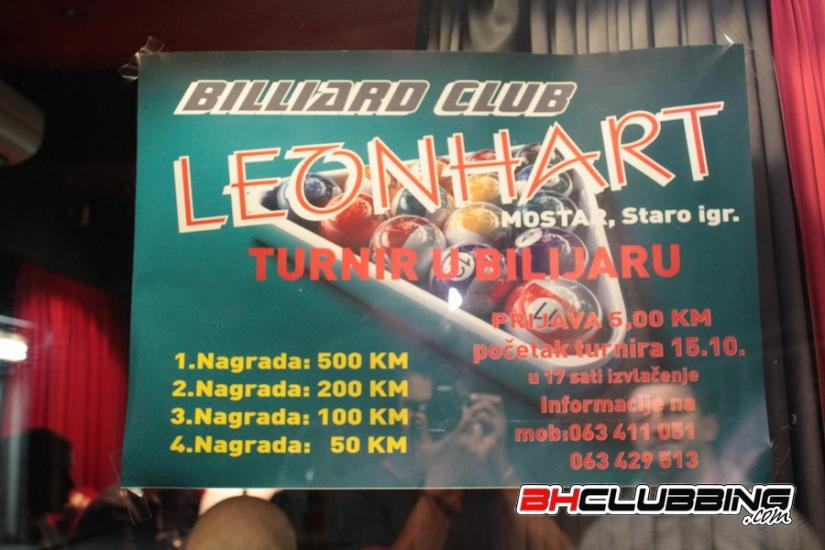 BILLIARD CLUB
LEONHART
MOSTAR, Staro igr.
TURNIR U BILIJARU
PRIJAVA 5,00 KM
početak turnira 15.10.
u 17 sati izvlačenje
Informacije na
mob:063 411 051
063 429 513
1.Nagrada: 500 KM
2.Nagrada: 200 KM
3.Nagrada: 100 KM
4.Nagrada: 50 KM
BHCLUBBING
.com